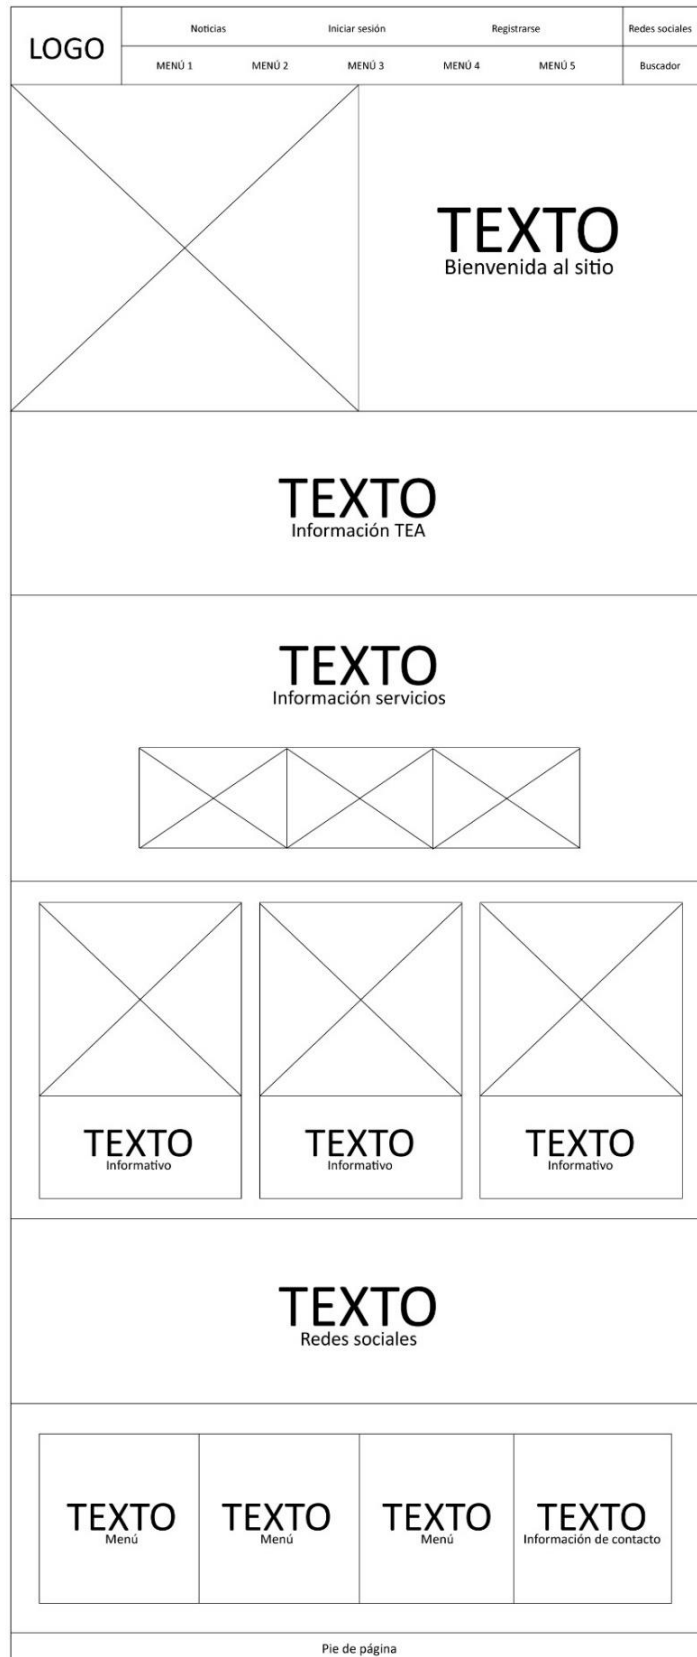 LOGO
Noticias Iniciar sesión Registrarse Redes sociales
MENÚ 1 MENÚ 2 MENÚ 3 MENÚ 4 MENÚ 5 Buscador
TEXTO
Bienvenida al sitio
TEXTO
Información TEA
TEXTO
Información servicios
TEXTO
Informativo
TEXTO
Informativo
TEXTO
Informativo
TEXTO
Redes sociales
TEXTO
Menú
TEXTO
Menú
TEXTO
Menú
TEXTO
Información de contacto
Pie de página